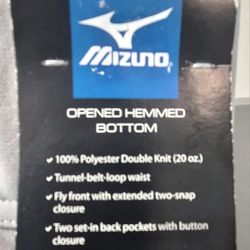 MIZUNO
OPENED HEMMED
BOTTOM
✓ 100% Polyester Double Knit (20 oz.)
✓ Tunnel-belt-loop waist
✓ Fly front with extended two-snap
closure
✓ Two set-in back pockets with button
closure